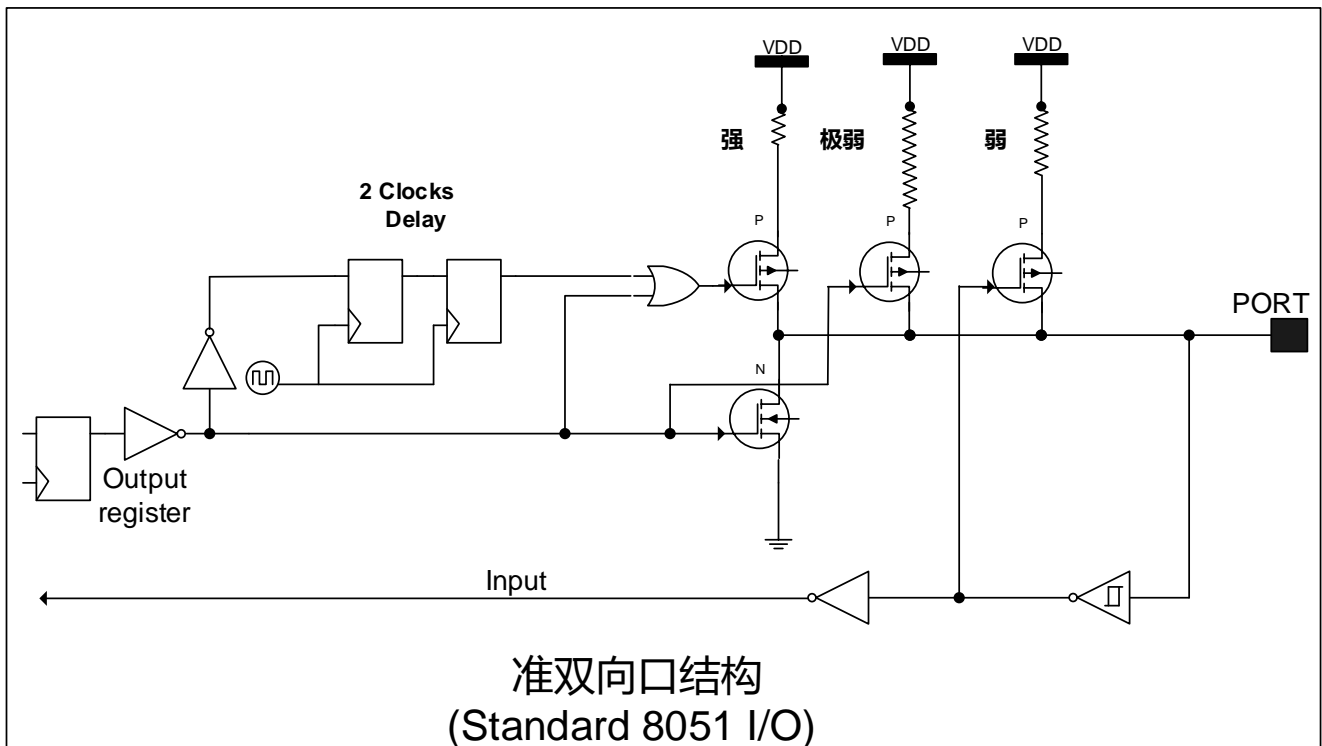 VDD
VDD
VDD
强
极弱
弱
2 Clocks
Delay
P
P
P
PORT
N
Output
register
Input
准双向口结构
(Standard 8051 I/O)